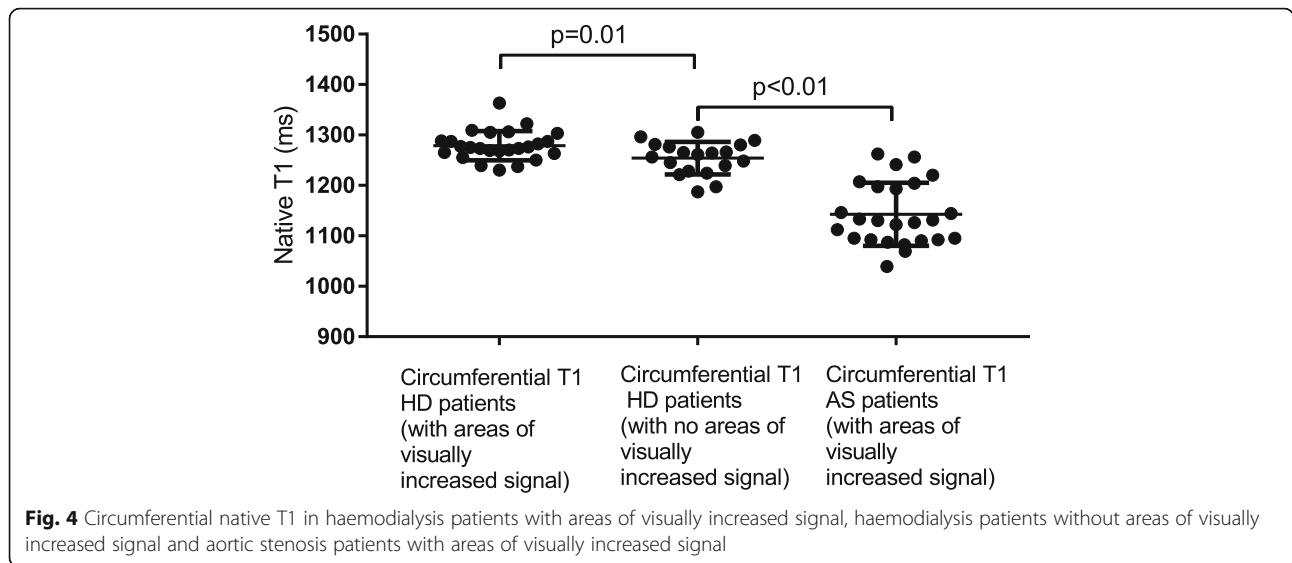 1500
p=0.01
1400
p<0.01
1300
1200
1100
1000
900
Native T1 (ms)
Circumferential T1
HD patients
(with areas of
visually
increased signal)
Circumferential T1
HD patients
(with no areas of
visually
increased signal)
Circumferential T1
AS patients
(with areas of
visually
increased signal)
Fig. 4 Circumferential native T1 in haemodialysis patients with areas of visually increased signal, haemodialysis patients without areas of visually
increased signal and aortic stenosis patients with areas of visually increased signal